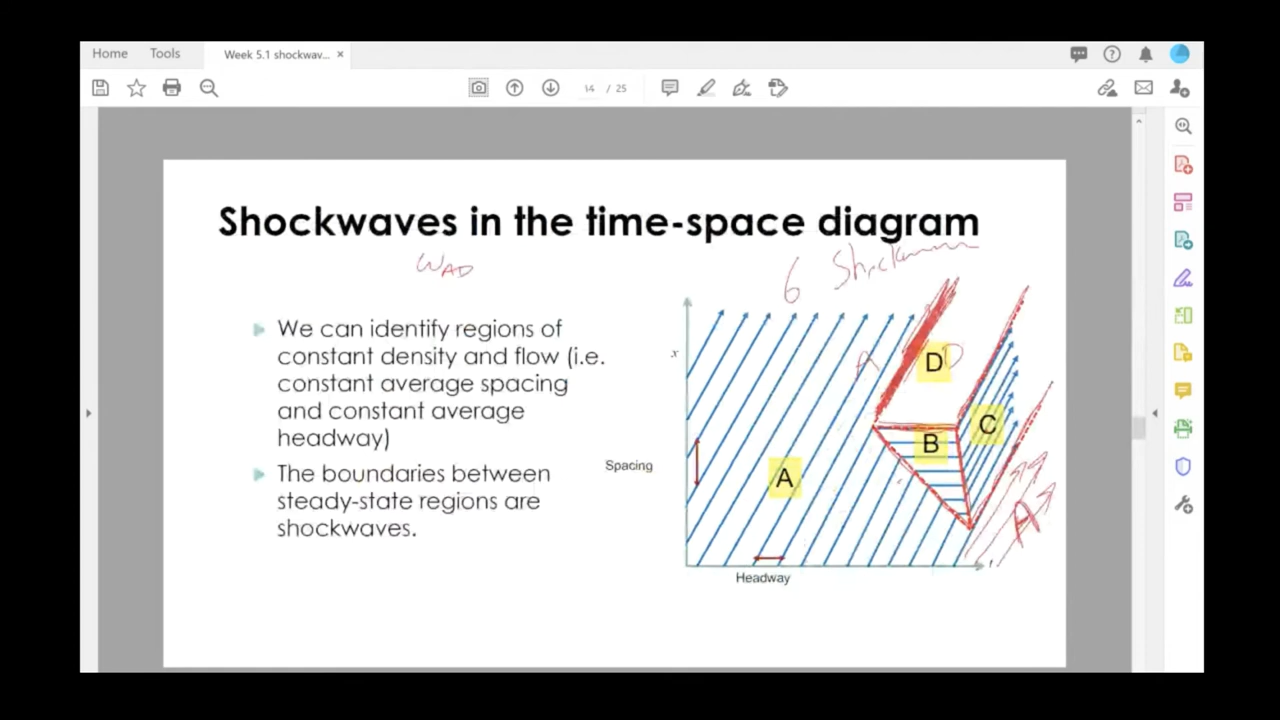 Home Tools Week 5.1 shockwav... ×
14 / 25
Shockwaves in the time-space diagram
WAD
6 Shockwaves
We can identify regions of
constant density and flow (i.e.
constant average spacing
and constant average
headway)
The boundaries between
steady-state regions are
shockwaves.
x
A D D
C
B
Spacing
A
A
Headway